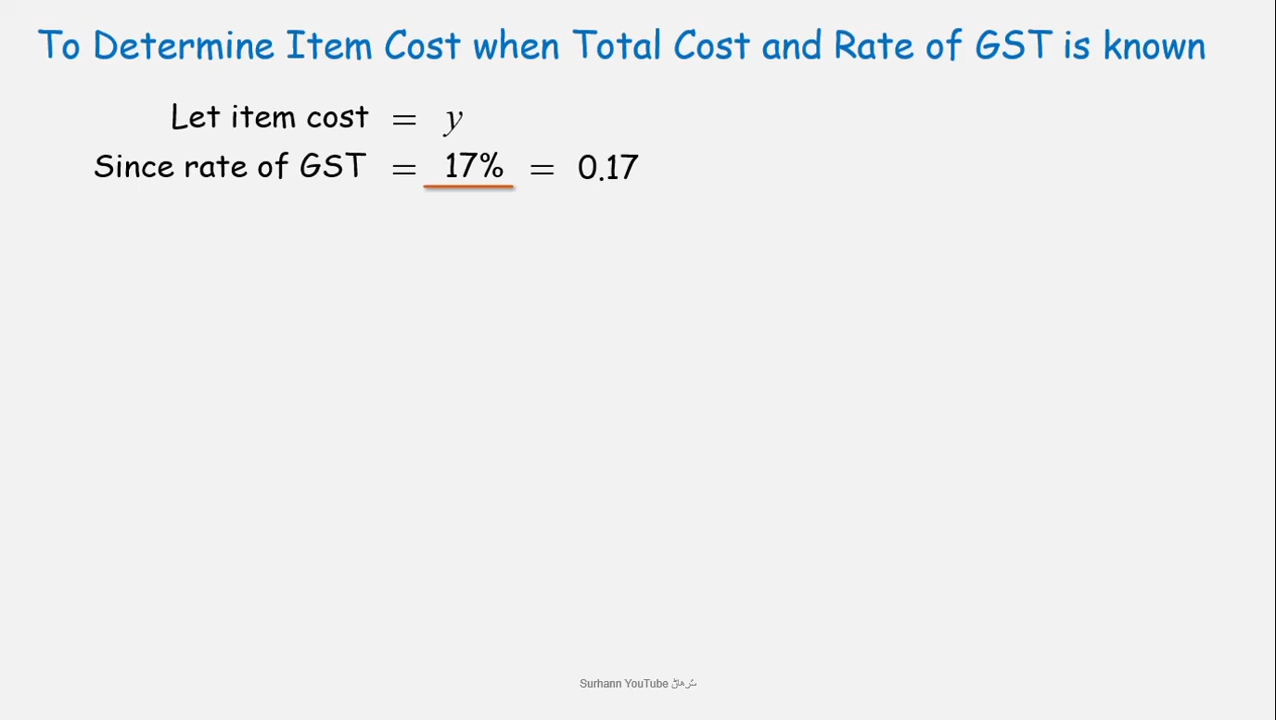 To Determine Item Cost when Total Cost and Rate of GST is known
Let item cost = y
Since rate of GST = 17% = 0.17
Surhann YouTube سُرهاڻ